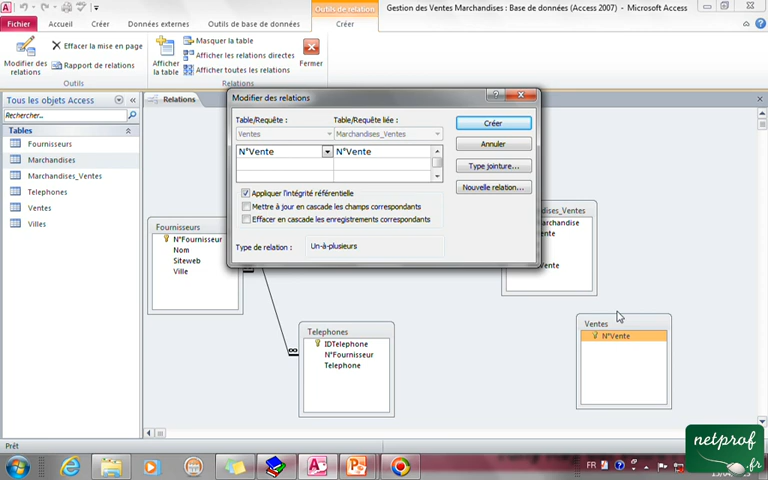 Outils de relation
Gestion des Ventes Marchandises : Base de données (Access 2007) - Microsoft Access
Fichier
Accueil
Créer
Données externes
Outils de base de données
Créer
Modifier des relations
Effacer la mise en page
Rapport de relations
Outils
Afficher la table
Masquer la table
Afficher les relations directes
Afficher toutes les relations
Relations
Fermer
Tous les objets Access
Rechercher...
Tables
Fournisseurs
Marchandises
Marchandises_Ventes
Telephones
Ventes
Villes
Relations
Modifier des relations
Table/Requête :
Table/Requête liée :
Ventes
Marchandises_Ventes
N°Vente
N°Vente
Créer
Annuler
Type jointure...
Nouvelle relation...
Appliquer l'intégrité référentielle
Mettre à jour en cascade les champs correspondants
Effacer en cascade les enregistrements correspondants
Type de relation :
Un-à-plusieurs
Fournisseurs
N°Fournisseur
Nom
Siteweb
Ville
Telephones
IDTelephone
N°Fournisseur
Telephone
Ventes
N°Vente
Prêt
FR
netprof
.fr